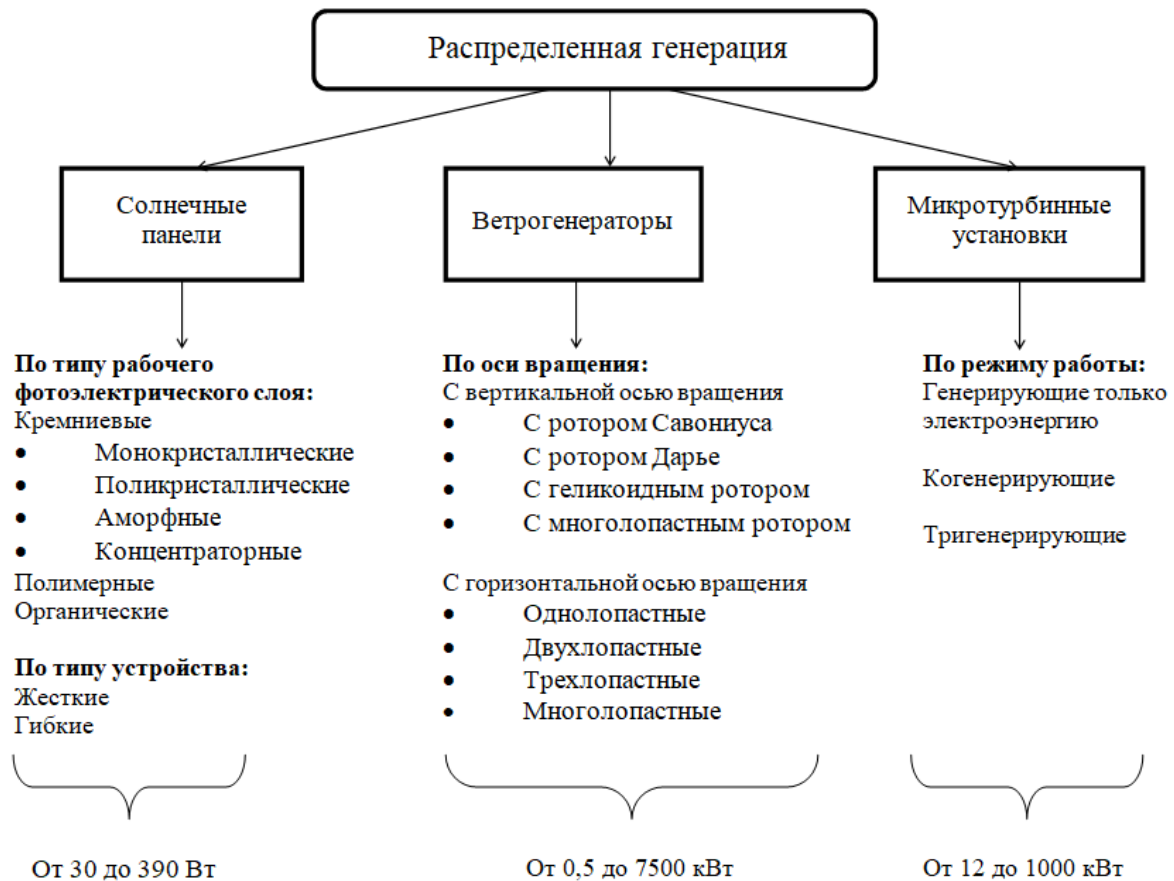 Распределенная генерация
Солнечные
панели
Ветрогенераторы
Микротурбинные
установки
По типу рабочего
фотоэлектрического слоя:
Кремниевые
• Монокристаллические
• Поликристаллические
• Аморфные
• Концентраторные
Полимерные
Органические
По типу устройства:
Жесткие
Гибкие
По оси вращения:
С вертикальной осью вращения
• С ротором Савониуса
• С ротором Дарье
• С геликоидным ротором
• С многолопастным ротором
С горизонтальной осью вращения
• Однолопастные
• Двухлопастные
• Трехлопастные
• Многолопастные
По режиму работы:
Генерирующие только
электроэнергию
Когенерирующие
Тригенерирующие
От 30 до 390 Вт
От 0,5 до 7500 кВт
От 12 до 1000 кВт